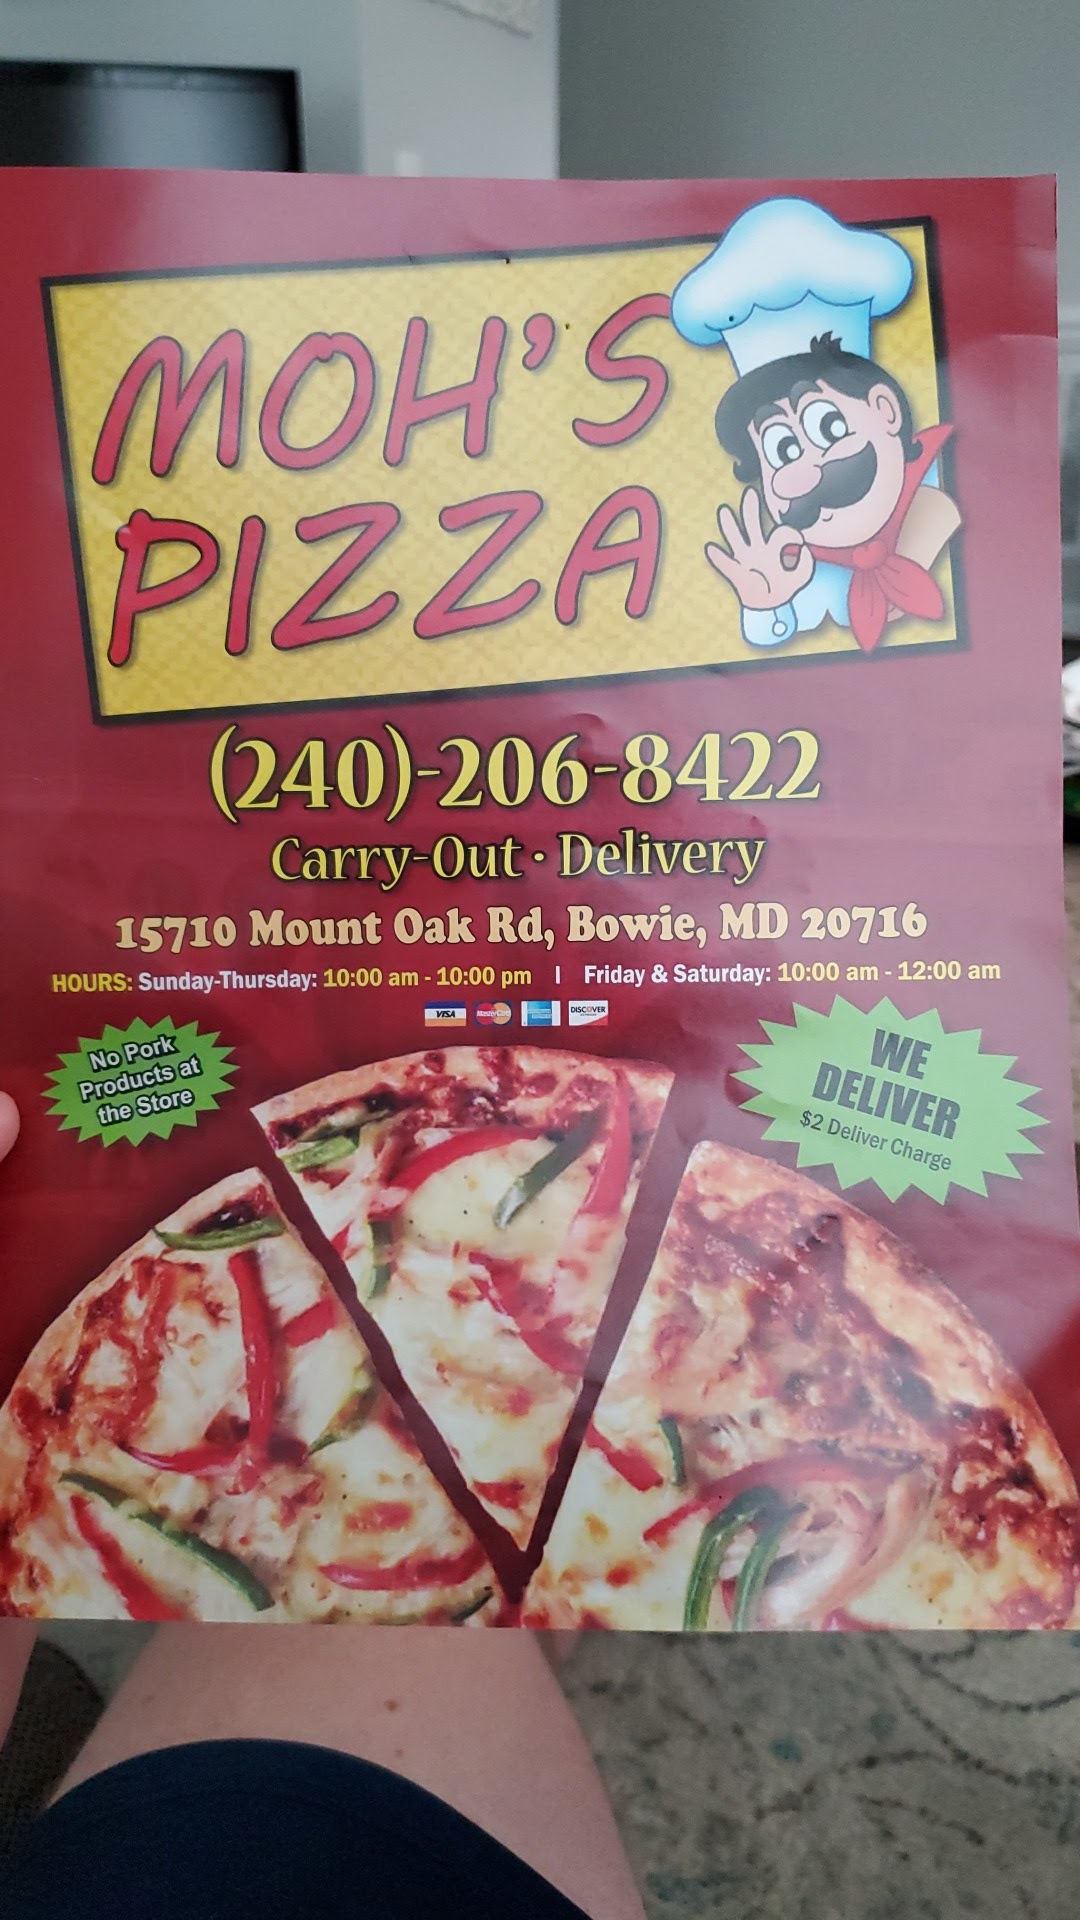 MOH'S
PIZZA
(240)-206-8422
Carry-Out · Delivery
15710 Mount Oak Rd, Bowie, MD 20716
HOURS: Sunday-Thursday: 10:00 am - 10:00 pm | Friday & Saturday: 10:00 am - 12:00 am
VISA MasterCard DISCOVER
No Pork
Products at
the Store
WE
DELIVER
$2 Deliver Charge